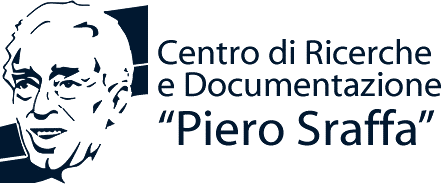 Centro di Ricerche
e Documentazione
“Piero Sraffa”